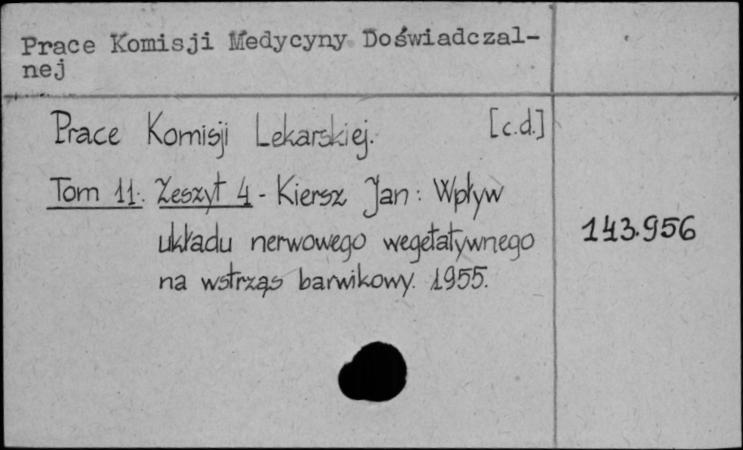 Prace Komisji Medycyny Doświadczal-
nej
Prace Komisji Lekarskiej. [c.d.]
Tom 11. Zeszyt 4 - Kiersz Jan: Wpływ
układu nerwowego wegetatywnego
143.956
na wstrząs barwikowy. 1955.